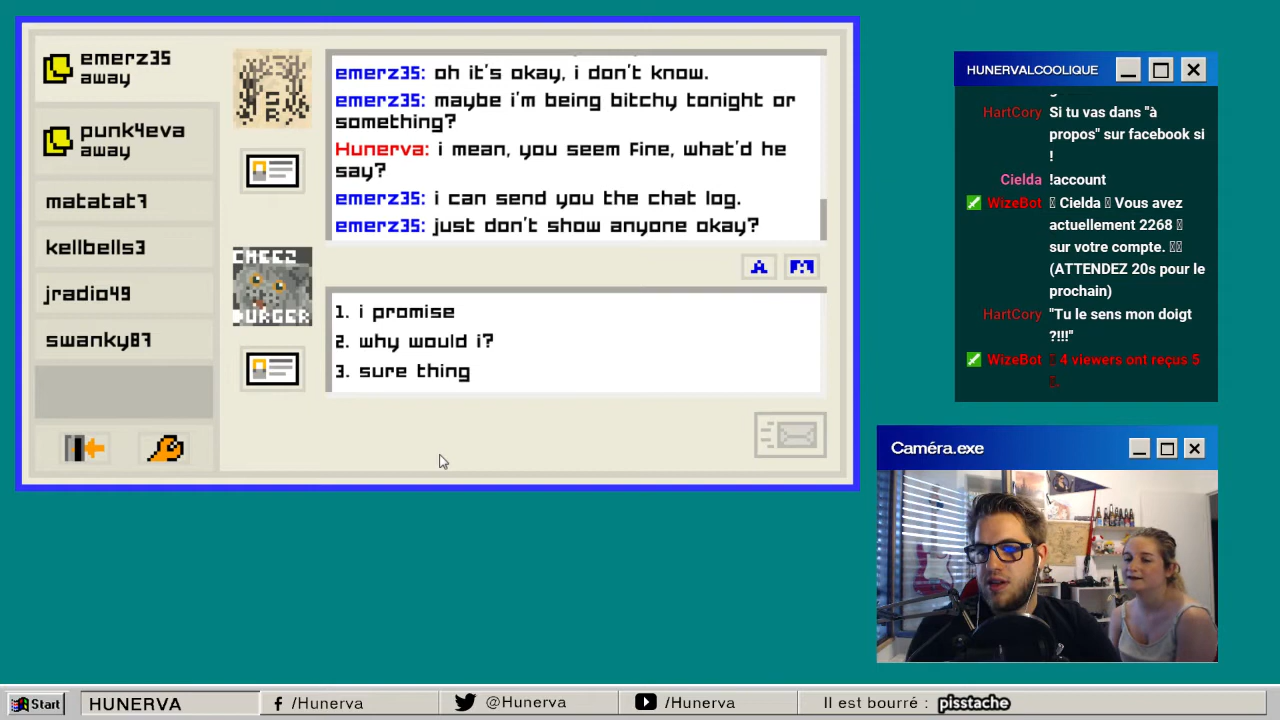 emerz35
away
punk4eva
away
matatat7
kellbells3
jradio49
swanky87
CHEEZ
BURGER
emerz35: oh it's okay, i don't know.
emerz35: maybe i'm being bitchy tonight or
something?
Hunerva: i mean, you seem fine, what'd he
say?
emerz35: i can send you the chat log.
emerz35: just don't show anyone okay?
A
1. i promise
2. why would i?
3. sure thing
HUNERVALCOOLIQUE
HartCory Si tu vas dans "à
propos" sur facebook si
!
Cielda !account
WizeBot Cielda Vous avez
actuellement 2268
sur votre compte.
(ATTENDEZ 20s pour le
prochain)
HartCory "Tu le sens mon doigt
?!!!"
WizeBot 4 viewers ont reçus 5
.
Caméra.exe
Start
HUNERVA
/Hunerva
@Hunerva
/Hunerva
Il est bourré : pisstache